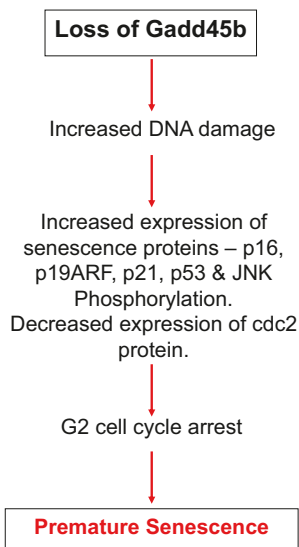 Loss of Gadd45b
Increased DNA damage
Increased expression of
senescence proteins – p16,
p19ARF, p21, p53 & JNK
Phosphorylation.
Decreased expression of cdc2
protein.
G2 cell cycle arrest
Premature Senescence